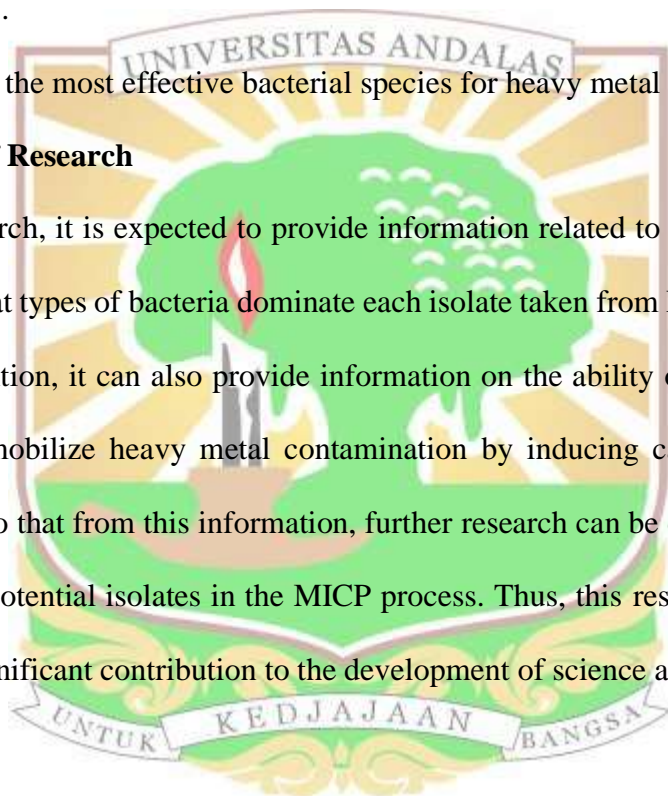 .
UNIVERSITAS ANDALAS
the most effective bacterial species for heavy metal
Research
rch, it is expected to provide information related to
at types of bacteria dominate each isolate taken from
tion, it can also provide information on the ability
mobilize heavy metal contamination by inducing c
o that from this information, further research can be
otential isolates in the MICP process. Thus, this res
nificant contribution to the development of science a
UNTUK KEDJAJAAN BANGSA